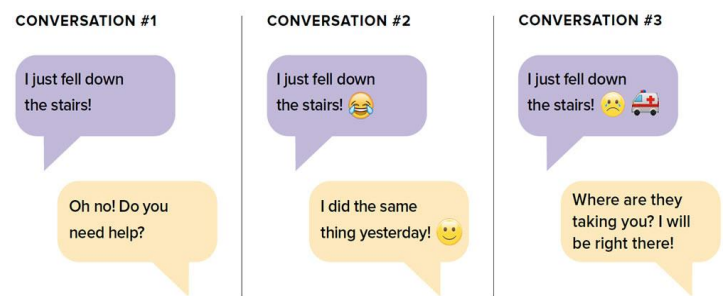 CONVERSATION #1
I just fell down
the stairs!
Oh no! Do you
need help?
CONVERSATION #2
I just fell down
the stairs! 😂
I did the same
thing yesterday! 🙂
CONVERSATION #3
I just fell down
the stairs! ☹️ 🚑
Where are they
taking you? I will
be right there!